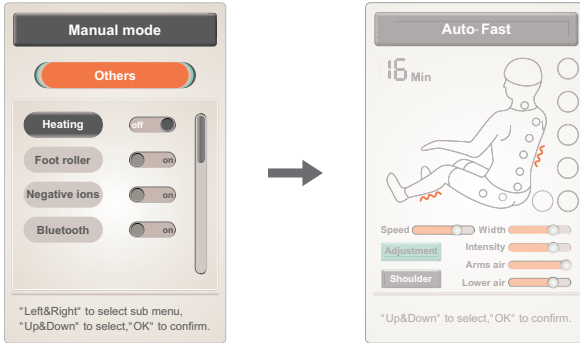 Manual mode
Others
Heating
off
Foot roller
on
Negative ions
on
Bluetooth
on
"Left&Right" to select sub menu,
"Up&Down" to select,"OK" to confirm.
Auto-Fast
16 Min
Speed
Width
Adjustment
Intensity
Arms air
Shoulder
Lower air
"Up&Down" to select,"OK" to confirm.